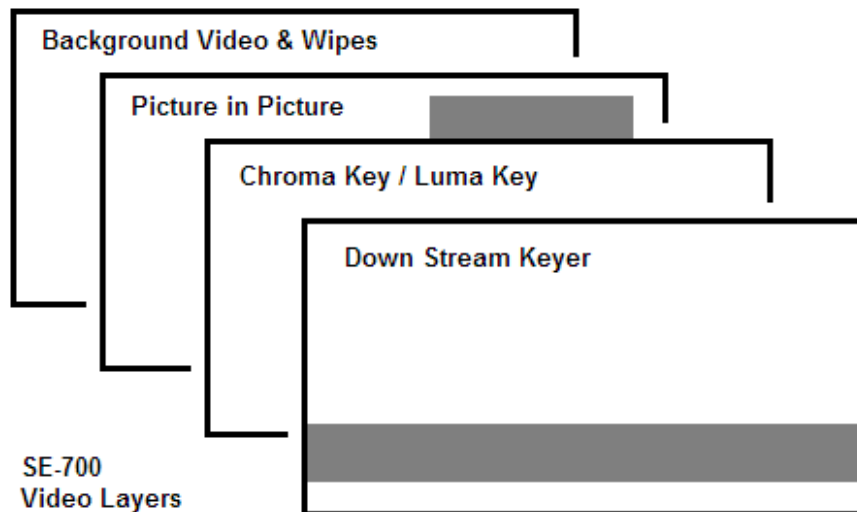 Background Video & Wipes
Picture in Picture
Chroma Key / Luma Key
Down Stream Keyer
SE-700
Video Layers